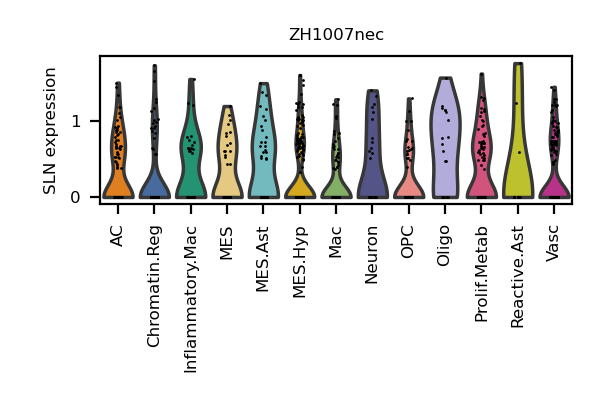 ZH1007nec
SLN expression
1
0
AC
Chromatin.Reg
Inflammatory.Mac
MES
MES.Ast
MES.Hyp
Mac
Neuron
OPC
Oligo
Prolif.Metab
Reactive.Ast
Vasc